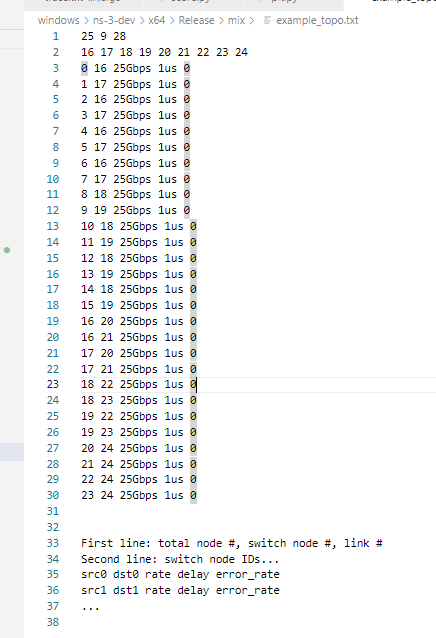 windows > ns-3-dev > x64 > Release > mix > example_topo.txt
1 25 9 28
2 16 17 18 19 20 21 22 23 24
3 0 16 25Gbps 1us 0
4 1 17 25Gbps 1us 0
5 2 16 25Gbps 1us 0
6 3 17 25Gbps 1us 0
7 4 16 25Gbps 1us 0
8 5 17 25Gbps 1us 0
9 6 16 25Gbps 1us 0
10 7 17 25Gbps 1us 0
11 8 18 25Gbps 1us 0
12 9 19 25Gbps 1us 0
13 10 18 25Gbps 1us 0
14 11 19 25Gbps 1us 0
15 12 18 25Gbps 1us 0
16 13 19 25Gbps 1us 0
17 14 18 25Gbps 1us 0
18 15 19 25Gbps 1us 0
19 16 20 25Gbps 1us 0
20 16 21 25Gbps 1us 0
21 17 20 25Gbps 1us 0
22 17 21 25Gbps 1us 0
23 18 22 25Gbps 1us 0
24 18 23 25Gbps 1us 0
25 19 22 25Gbps 1us 0
26 19 23 25Gbps 1us 0
27 20 24 25Gbps 1us 0
28 21 24 25Gbps 1us 0
29 22 24 25Gbps 1us 0
30 23 24 25Gbps 1us 0
31
32
33 First line: total node #, switch node #, link #
34 Second line: switch node IDs...
35 src0 dst0 rate delay error_rate
36 src1 dst1 rate delay error_rate
37 ...
38